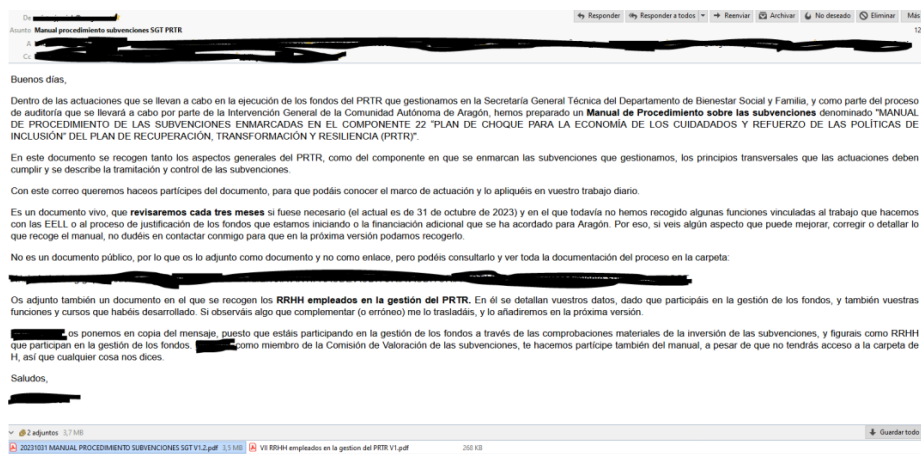 De
Responder Responder a todos Reenviar Archivar No deseado Eliminar Más
Asunto Manual procedimiento subvenciones SGT PRTR
12
A
Cc
Buenos días,
Dentro de las actuaciones que se llevan a cabo en la ejecución de los fondos del PRTR que gestionamos en la Secretaría General Técnica del Departamento de Bienestar Social y Familia, y como parte del proceso
de auditoría que se llevará a cabo por parte de la Intervención General de la Comunidad Autónoma de Aragón, hemos preparado un Manual de Procedimiento sobre las subvenciones denominado "MANUAL
DE PROCEDIMIENTO DE LAS SUBVENCIONES ENMARCADAS EN EL COMPONENTE 22 "PLAN DE CHOQUE PARA LA ECONOMÍA DE LOS CUIDADADOS Y REFUERZO DE LAS POLÍTICAS DE
INCLUSIÓN" DEL PLAN DE RECUPERACIÓN, TRANSFORMACIÓN Y RESILIENCIA (PRTR)".
En este documento se recogen tanto los aspectos generales del PRTR, como del componente en que se enmarcan las subvenciones que gestionamos, los principios transversales que las actuaciones deben
cumplir y se describe la tramitación y control de las subvenciones.
Con este correo queremos haceos partícipes del documento, para que podáis conocer el marco de actuación y lo apliquéis en vuestro trabajo diario.
Es un documento vivo, que revisaremos cada tres meses si fuese necesario (el actual es de 31 de octubre de 2023) y en el que todavía no hemos recogido algunas funciones vinculadas al trabajo que hacemos
con las EELL o al proceso de justificación de los fondos que estamos iniciando o la financiación adicional que se ha acordado para Aragón. Por eso, si veis algún aspecto que puede mejorar, corregir o detallar lo
que recoge el manual, no dudéis en contactar conmigo para que en la próxima versión podamos recogerlo.
No es un documento público, por lo que os lo adjunto como documento y no como enlace, pero podéis consultarlo y ver toda la documentación del proceso en la carpeta:
Os adjunto también un documento en el que se recogen los RRHH empleados en la gestión del PRTR. En él se detallan vuestros datos, dado que participáis en la gestión de los fondos, y también vuestras
funciones y cursos que habéis desarrollado. Si observáis algo que complementar (o erróneo) me lo trasladáis, y lo añadiremos en la próxima versión.
os ponemos en copia del mensaje, puesto que estáis participando en la gestión de los fondos a través de las comprobaciones materiales de la inversión de las subvenciones, y figurais como RRHH
que participan en la gestión de los fondos. como miembro de la Comisión de Valoración de las subvenciones, te hacemos partícipe también del manual, a pesar de que no tendrás acceso a la carpeta de
H, así que cualquier cosa nos dices.
Saludos,
2 adjuntos 3,7 MB
Guardar todo
20231031 MANUAL PROCEDIMIENTO SUBVENCIONES SGT V1.2.pdf 3,5 MB VII RRHH empleados en la gestion del PRTR V1.pdf 268 KB